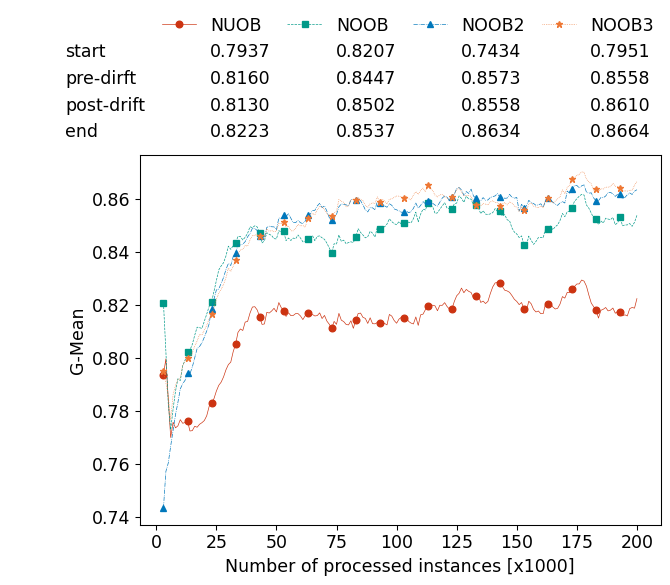 NUOB NOOB NOOB2 NOOB3
start 0.7937 0.8207 0.7434 0.7951
pre-dirft 0.8160 0.8447 0.8573 0.8558
post-drift 0.8130 0.8502 0.8558 0.8610
end 0.8223 0.8537 0.8634 0.8664
0.86
0.84
0.82
0.80
0.78
0.76
0.74
G-Mean
0 25 50 75 100 125 150 175 200
Number of processed instances [x1000]